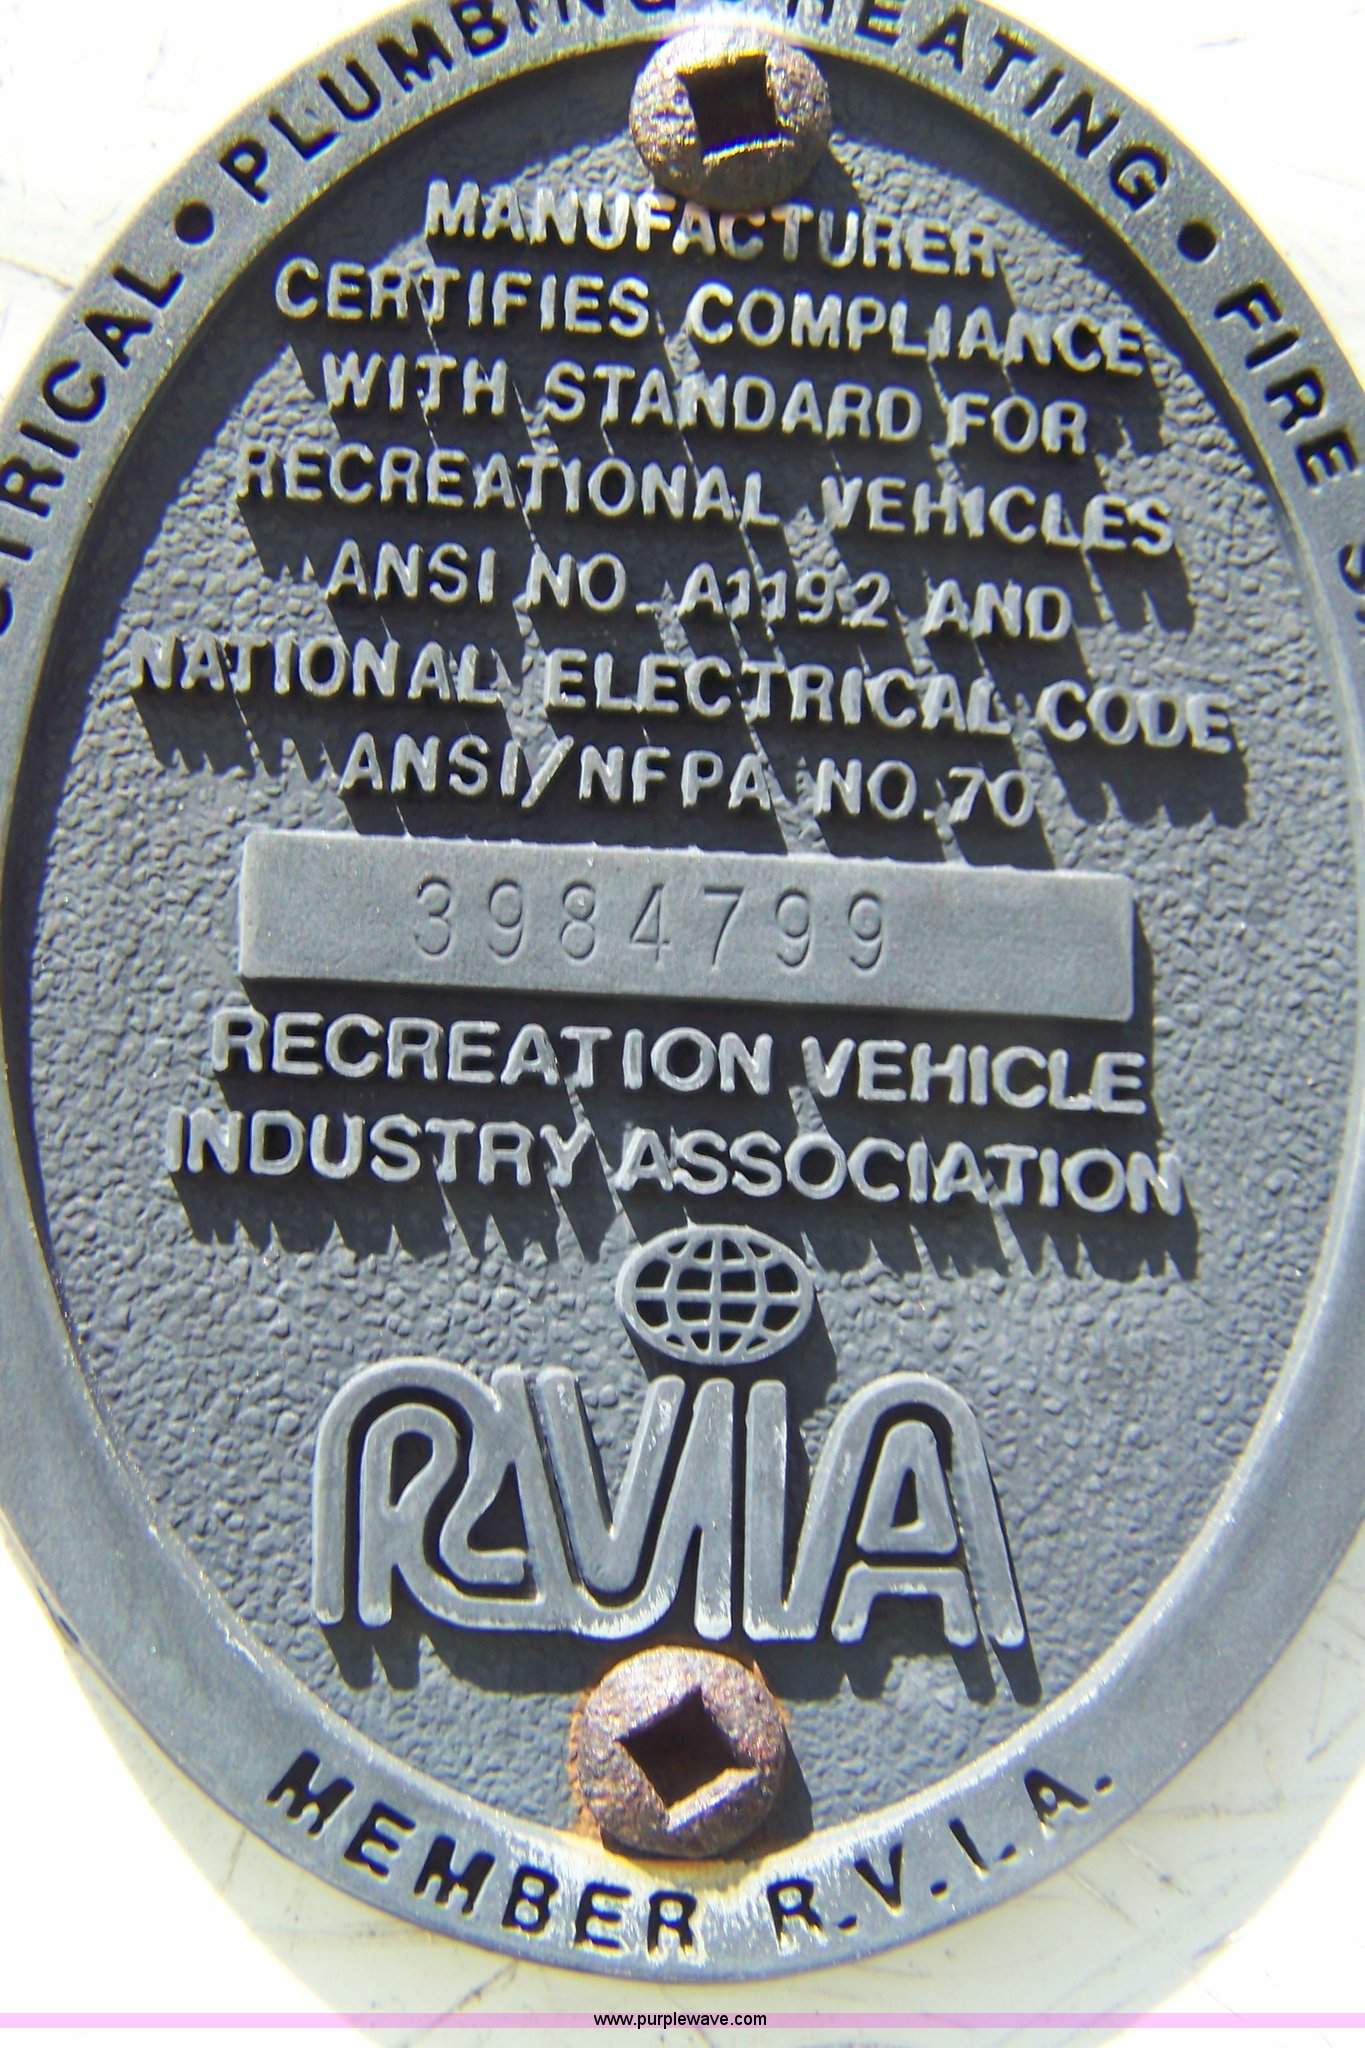 PLUMBING HEATING • FIRE
MANUFACTURER
CERTIFIES COMPLIANCE
WITH STANDARD FOR
RECREATIONAL VEHICLES
ANSI NO. A119.2 AND
NATIONAL ELECTRICAL CODE
ANSI/NFPA NO. 70
3984799
RECREATION VEHICLE
INDUSTRY ASSOCIATION
RVIA
MEMBER R.V.I.A.
www.purplewave.com